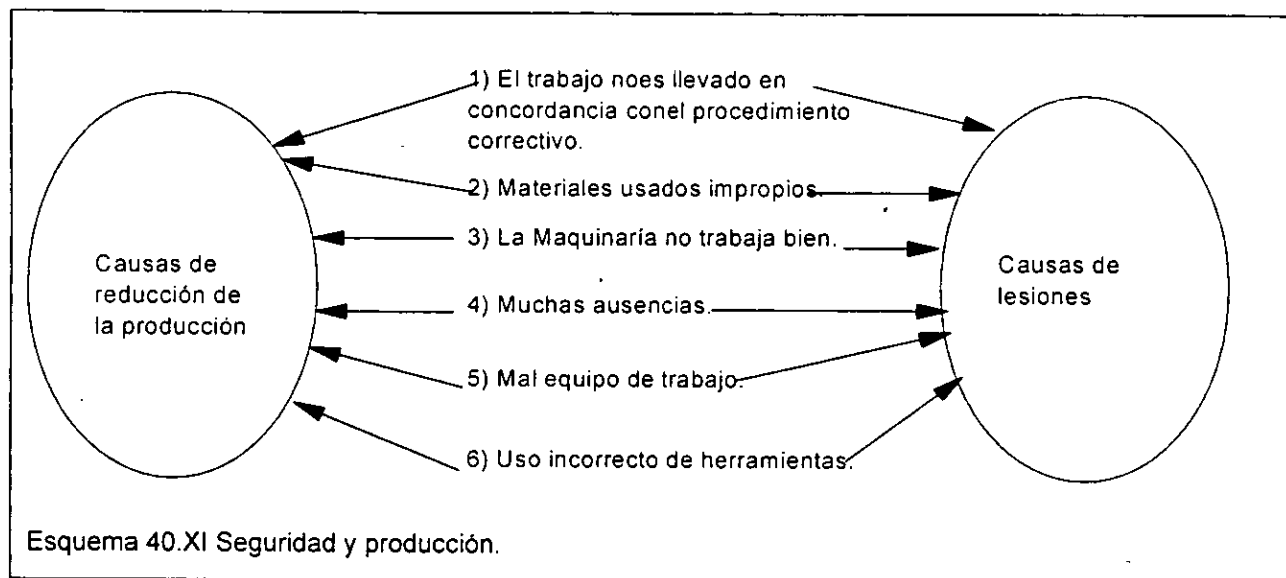 1) El trabajo noes llevado en
concordancia conel procedimiento
correctivo.
2) Materiales usados impropios.
3) La Maquinaría no trabaja bien.
Causas de
reducción de
la producción
Causas de
lesiones
4) Muchas ausencias.
5) Mal equipo de trabajo.
6) Uso incorrecto de herramientas.
Esquema 40.XI Seguridad y producción.